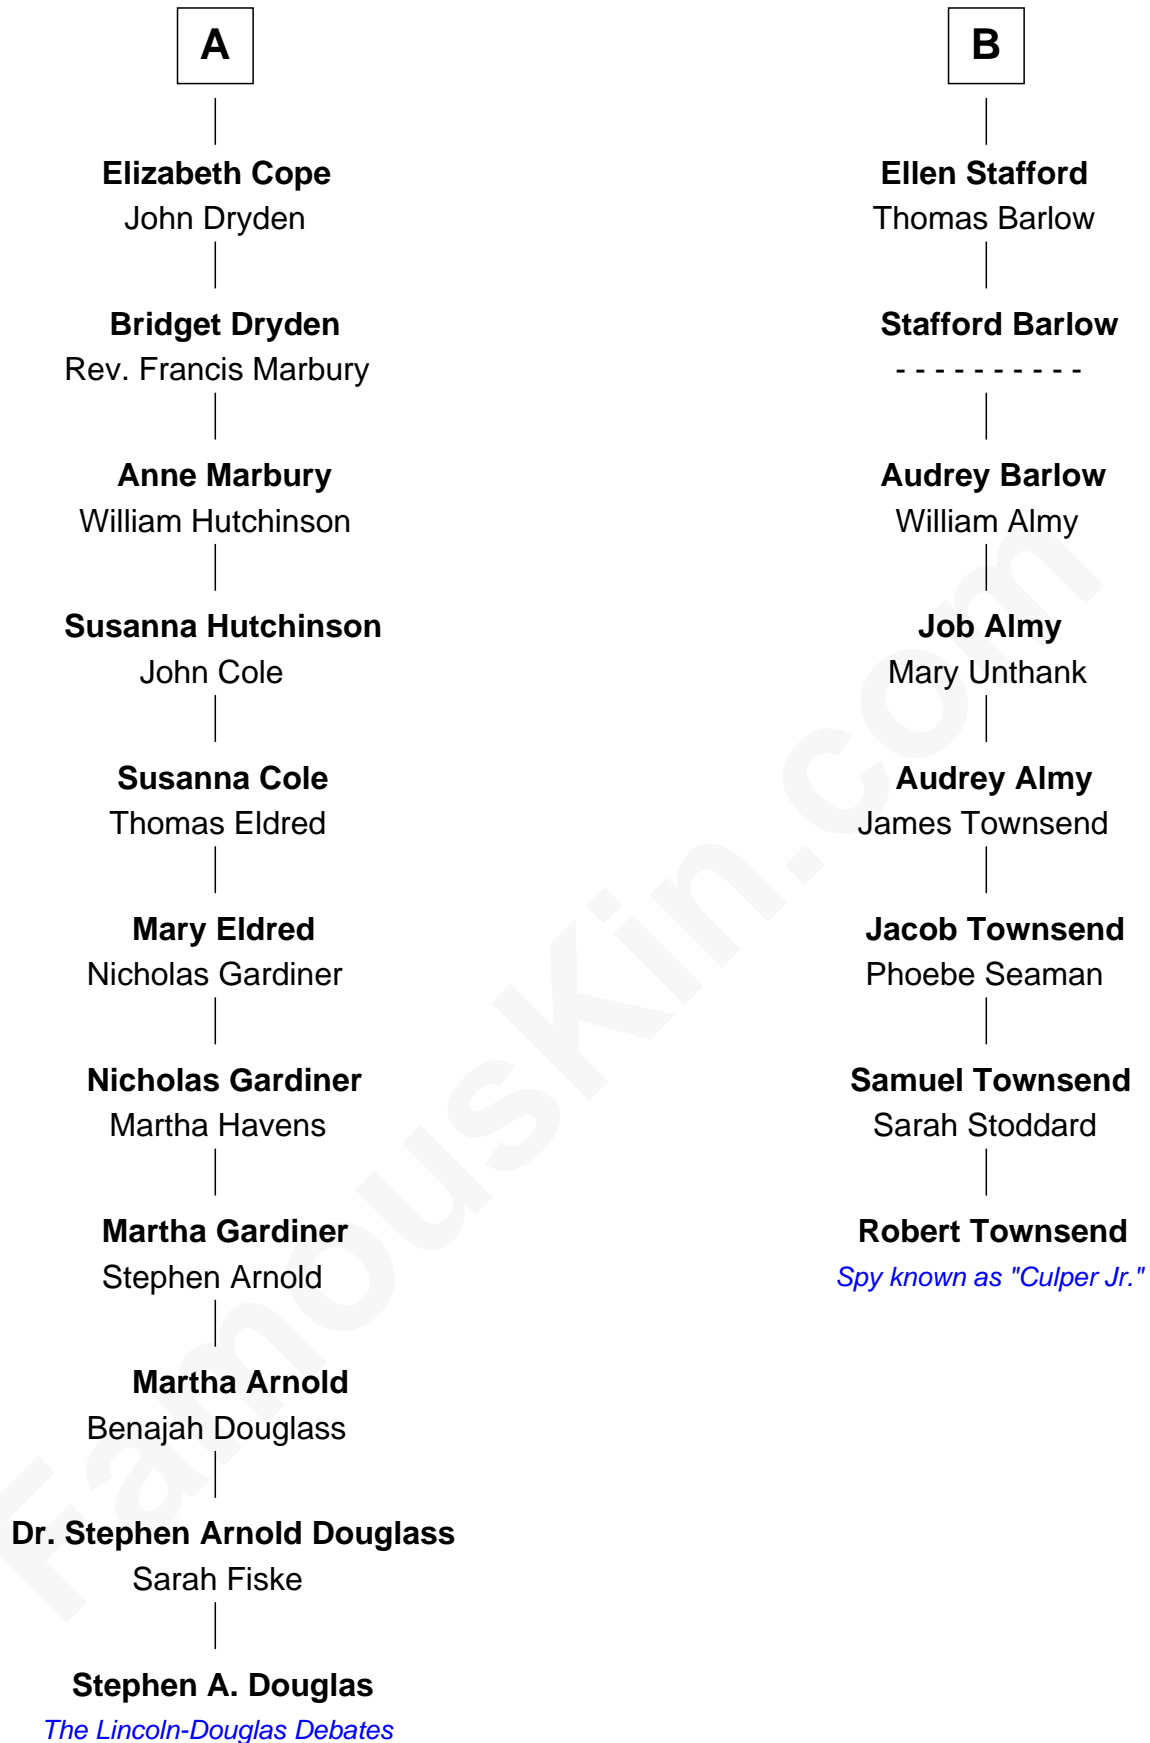 A
Elizabeth Cope
John Dryden
Bridget Dryden
Rev. Francis Marbury
Anne Marbury
William Hutchinson
Susanna Hutchinson
John Cole
Susanna Cole
Thomas Eldred
Mary Eldred
Nicholas Gardiner
Nicholas Gardiner
Martha Havens
Martha Gardiner
Stephen Arnold
Martha Arnold
Benajah Douglass
Dr. Stephen Arnold Douglass
Sarah Fiske
Stephen A. Douglas
The Lincoln-Douglas Debates
B
Ellen Stafford
Thomas Barlow
Stafford Barlow
- - - - - - - - - -
Audrey Barlow
William Almy
Job Almy
Mary Unthank
Audrey Almy
James Townsend
Jacob Townsend
Phoebe Seaman
Samuel Townsend
Sarah Stoddard
Robert Townsend
Spy known as "Culper Jr."
FamousKin.com